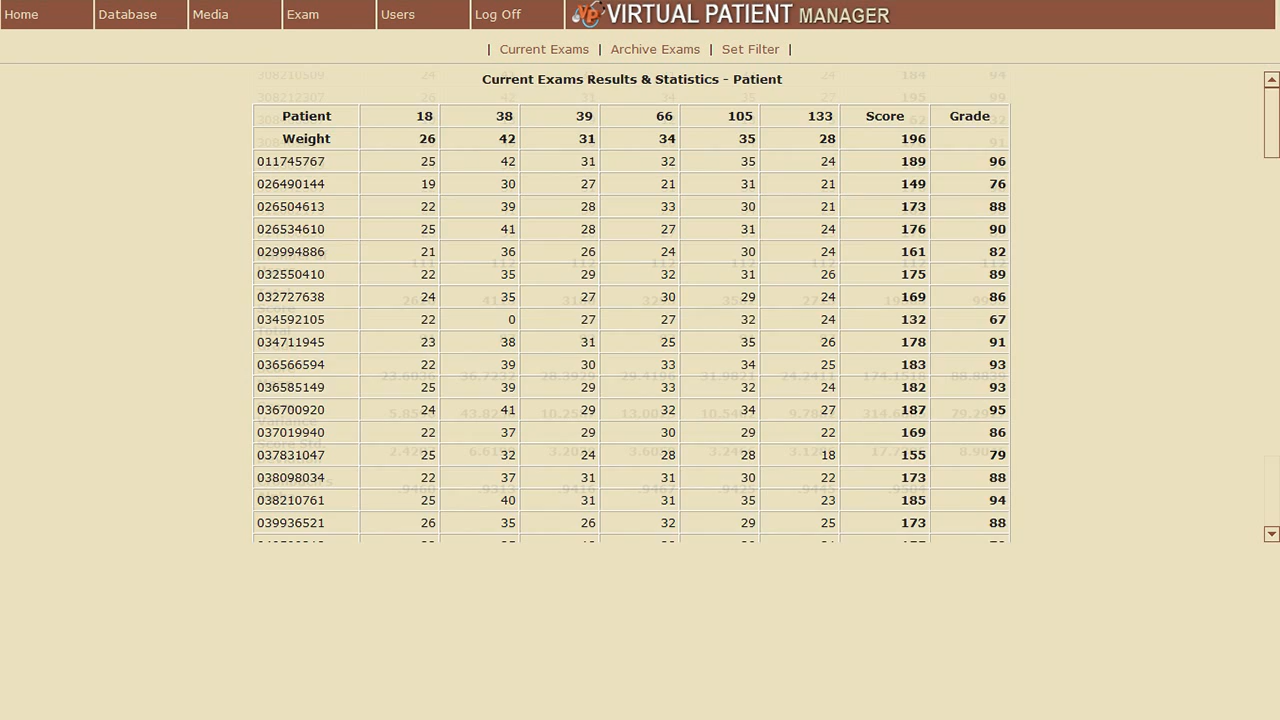 Home Database Media Exam Users Log Off VP VIRTUAL PATIENT MANAGER
| Current Exams | Archive Exams | Set Filter |
Current Exams Results & Statistics - Patient
Patient 18 38 39 66 105 133 Score Grade
Weight 26 42 31 34 35 28 196
011745767 25 42 31 32 35 24 189 96
026490144 19 30 27 21 31 21 149 76
026504613 22 39 28 33 30 21 173 88
026534610 25 41 28 27 31 24 176 90
029994886 21 36 26 24 30 24 161 82
032550410 22 35 29 32 31 26 175 89
032727638 24 35 27 30 29 24 169 86
034592105 22 0 27 27 32 24 132 67
034711945 23 38 31 25 35 26 178 91
036566594 22 39 30 33 34 25 183 93
036585149 25 39 29 33 32 24 182 93
036700920 24 41 29 32 34 27 187 95
037019940 22 37 29 30 29 22 169 86
037831047 25 32 24 28 28 18 155 79
038098034 22 37 31 31 30 22 173 88
038210761 25 40 31 31 35 23 185 94
039936521 26 35 26 32 29 25 173 88